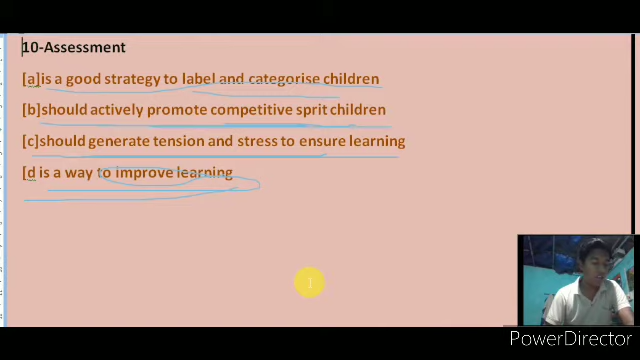 10-Assessment
[a]is a good strategy to label and categorise children
[b]should actively promote competitive sprit children
[c]should generate tension and stress to ensure learning
[d is a way to improve learning
PowerDirector